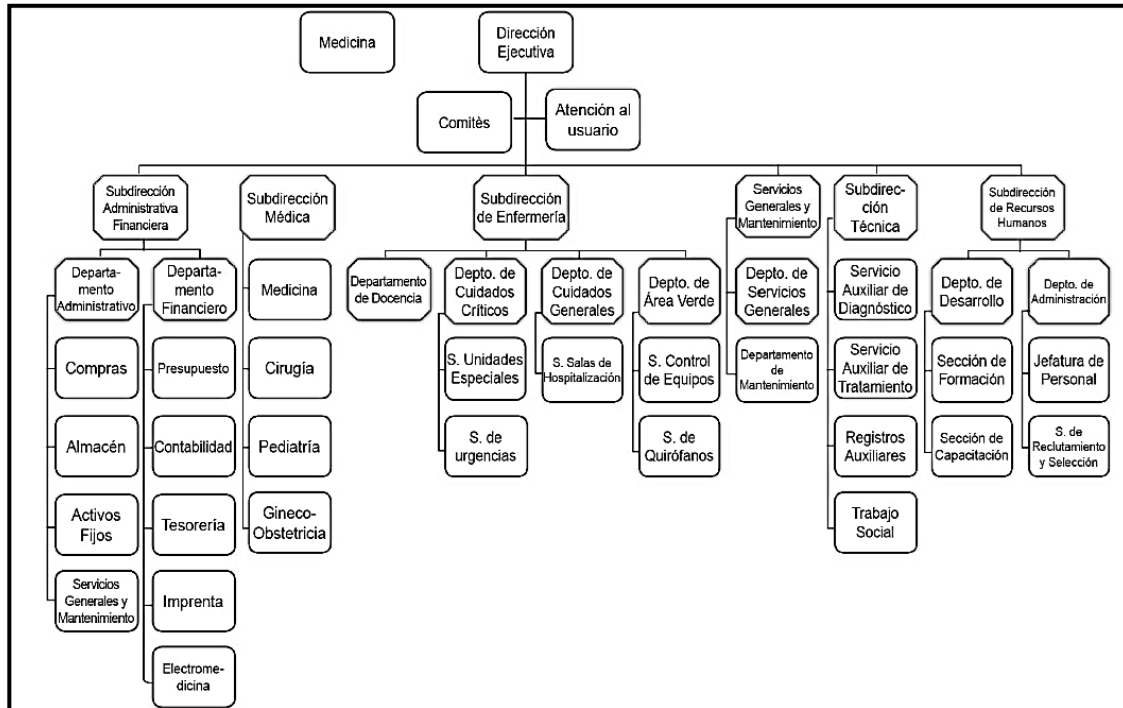 Medicina
Dirección
Ejecutiva
Comitès
Atención al
usuario
Subdirección
Administrativa
Financiera
Subdirección
Médica
Subdirección
de Enfermería
Servicios
Generales y
Mantenimiento
Subdirec-
ción
Técnica
Subdirección
de Recursos
Humanos
Departa-
mento
Administrativo
Departa-
mento
Financiero
Medicina
Departamento
de Docencia
Depto. de
Cuidados
Críticos
Depto. de
Cuidados
Generales
Depto. de
Área Verde
Depto. de
Servicios
Generales
Servicio
Auxiliar de
Diagnóstico
Depto. de
Desarrollo
Depto. de
Administración
Compras
Presupuesto
Cirugía
S. Unidades
Especiales
S. Salas de
Hospitalización
S. Control
de Equipos
Departamento
de
Mantenimiento
Servicio
Auxiliar de
Tratamiento
Sección de
Formación
Jefatura de
Personal
Almacén
Contabilidad
Pediatría
S. de
urgencias
S. de
Quirófanos
Registros
Auxiliares
Sección de
Capacitación
S. de
Reclutamiento
y Selección
Activos
Fijos
Tesorería
Gineco-
Obstetricia
Trabajo
Social
Servicios
Generales y
Mantenimiento
Imprenta
Electrome-
dicina